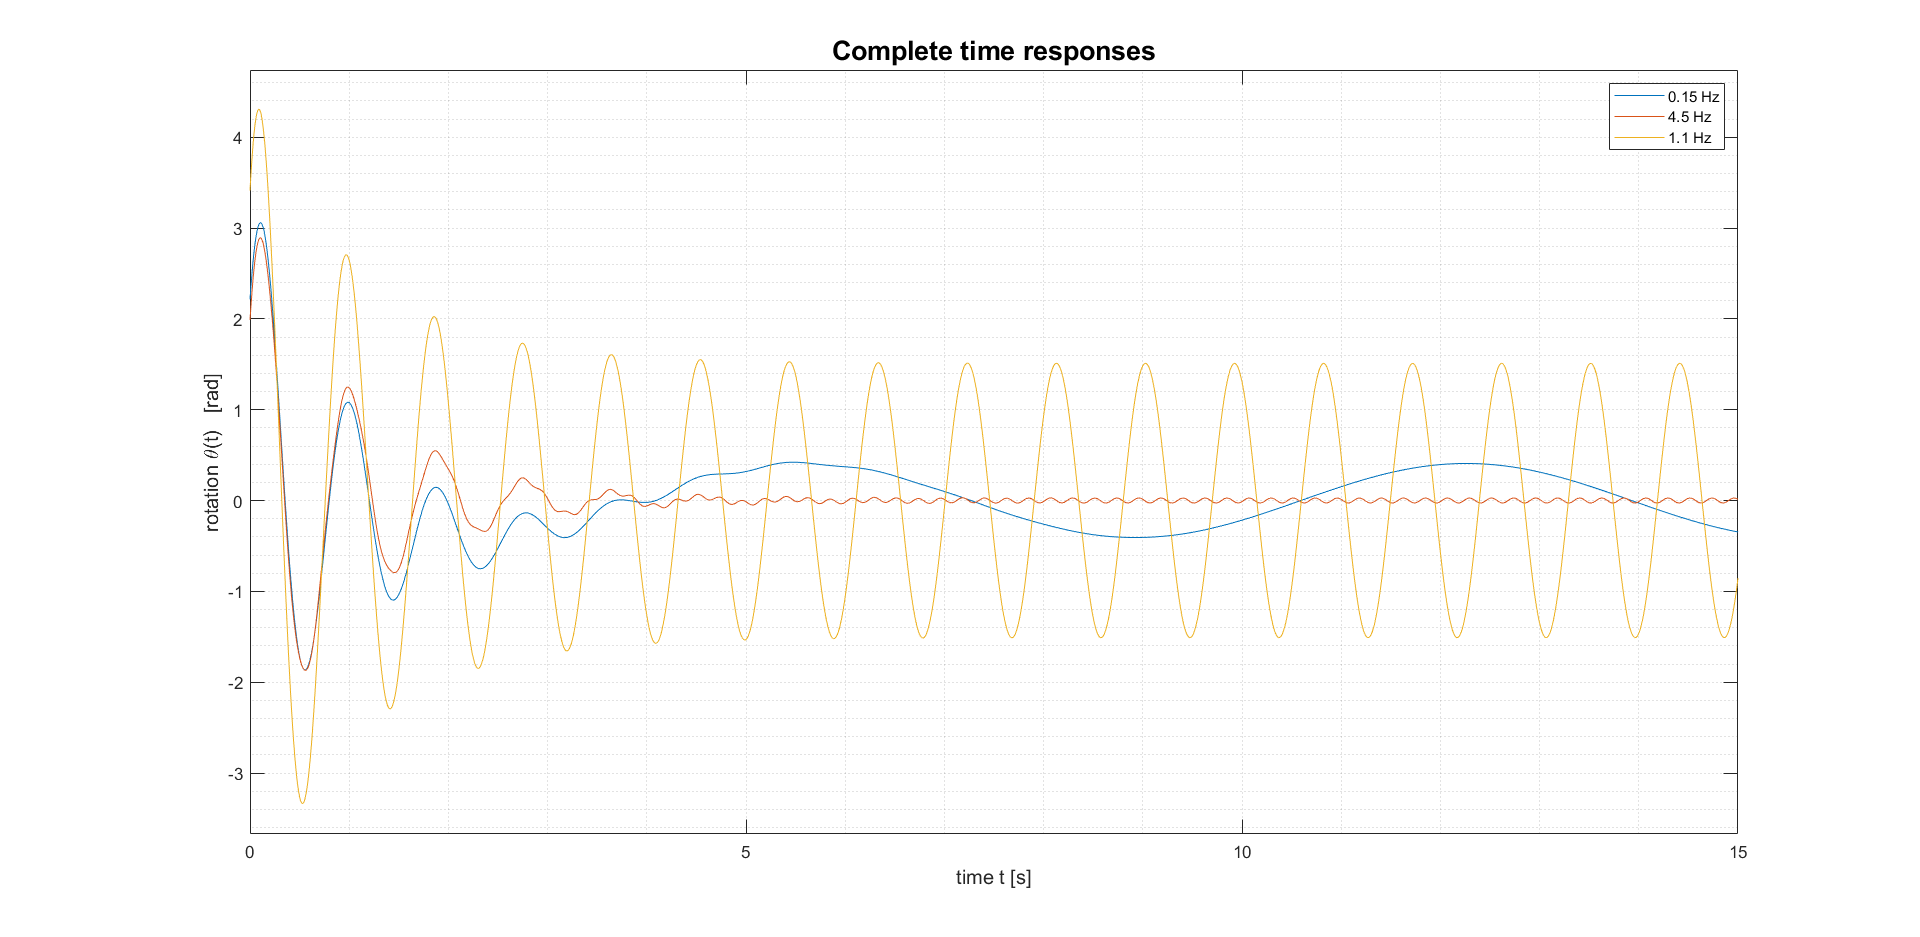 Complete time responses
0.15 Hz
4.5 Hz
1.1 Hz
4
3
2
1
0
-1
-2
-3
rotation θ(t) [rad]
0
5
10
15
time t [s]